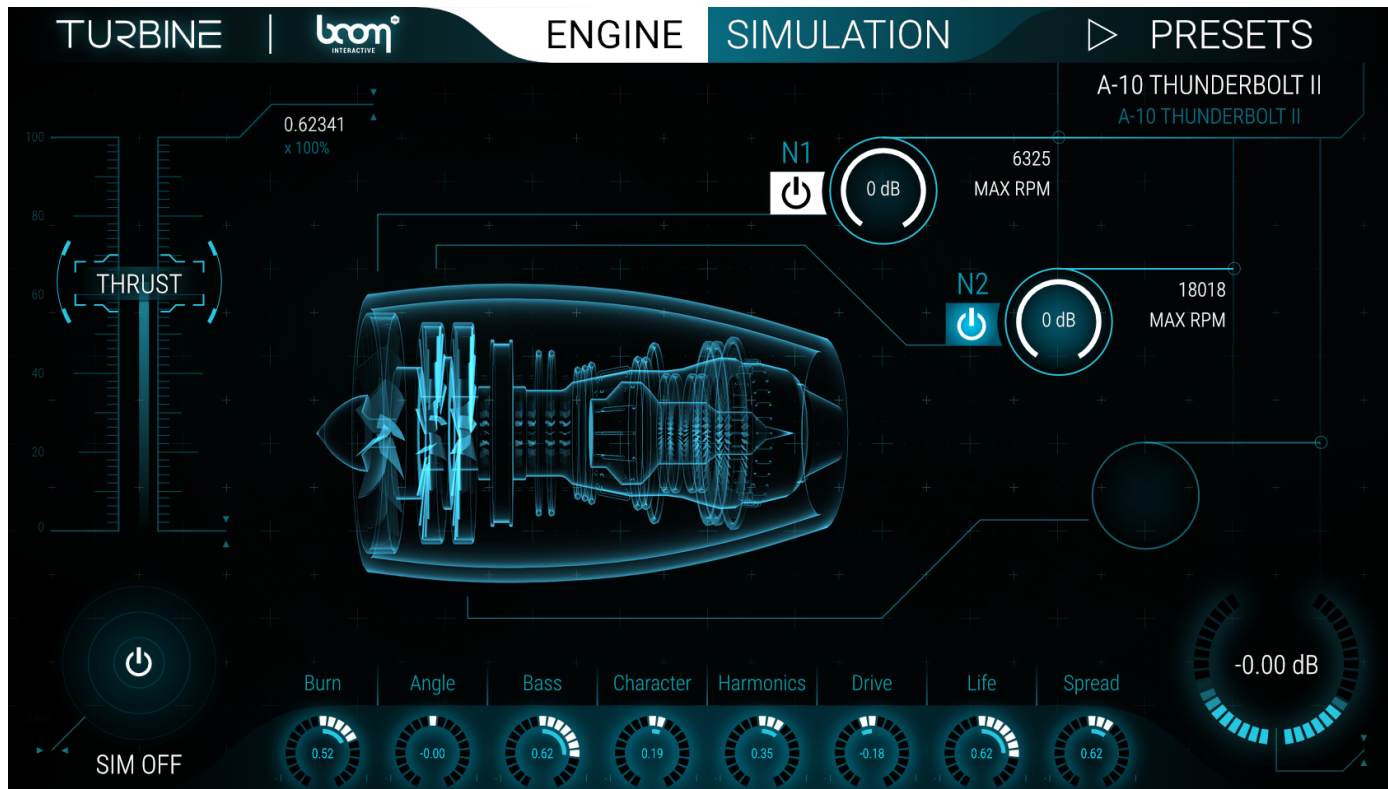 TURBINE
boom
INTERACTIVE
ENGINE
SIMULATION
PRESETS
A-10 THUNDERBOLT II
A-10 THUNDERBOLT II
0.62341
x 100%
100
80
60
40
20
0
THRUST
N1
0 dB
6325
MAX RPM
N2
0 dB
18018
MAX RPM
SIM OFF
Burn
Angle
Bass
Character
Harmonics
Drive
Life
Spread
0.52
-0.00
0.62
0.19
0.35
-0.18
0.62
0.62
-0.00 dB